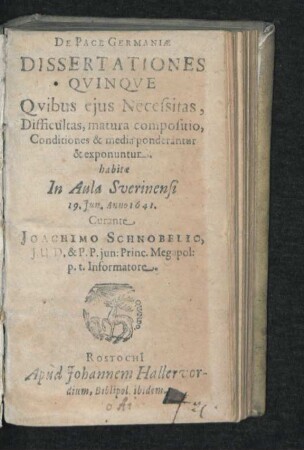 DE PACE GERMANIÆ
DISSERTATIONES
QVINQVE
Qvibus ejus Necessitas,
Difficultas, matura compositio,
Conditiones & media ponderantur
& exponuntur.
habitæ
In Aula Sverinensi
19. Jun. Anno 1641.
Curante
JOACHIMO SCHNOBELIO,
J.U.D. & P.P. jun: Princ. Megapol:
p. t. Informatore.
ROSTOCHI
Apud Johannem Hallervor-
dium, Bibliopol. ibidem.